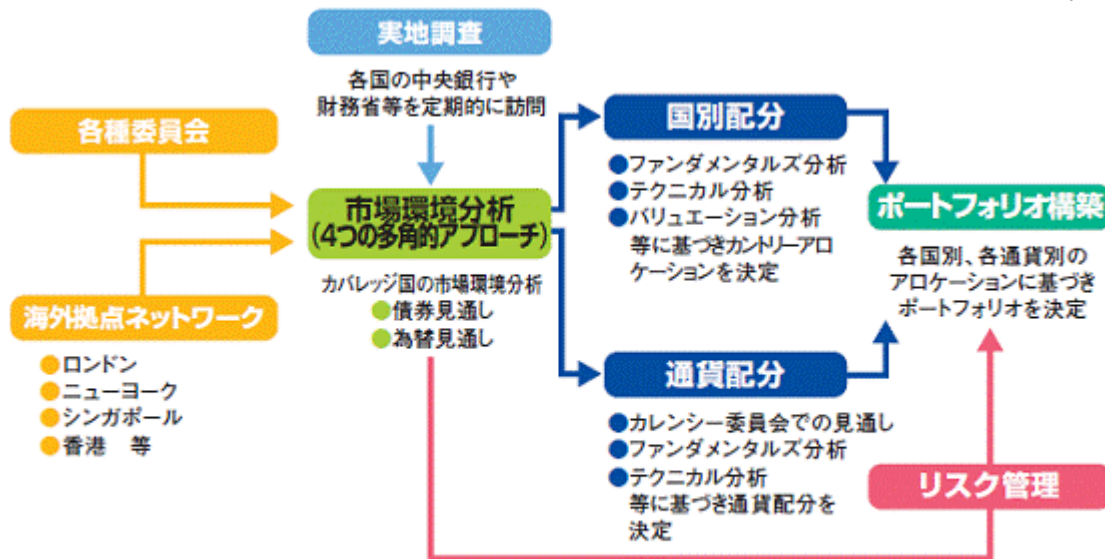 実地調査
各国の中央銀行や
財務省等を定期的に訪問
各種委員会
海外拠点ネットワーク
●ロンドン
●ニューヨーク
●シンガポール
●香港 等
市場環境分析
(4つの多角的アプローチ)
カバレッジ国の市場環境分析
●債券見通し
●為替見通し
国別配分
●ファンダメンタルズ分析
●テクニカル分析
●バリュエーション分析
等に基づきカントリーアロ
ケーションを決定
通貨配分
●カレンシー委員会での見通し
●ファンダメンタルズ分析
●テクニカル分析
等に基づき通貨配分を
決定
ポートフォリオ構築
各国別、各通貨別の
アロケーションに基づき
ポートフォリオを決定
リスク管理